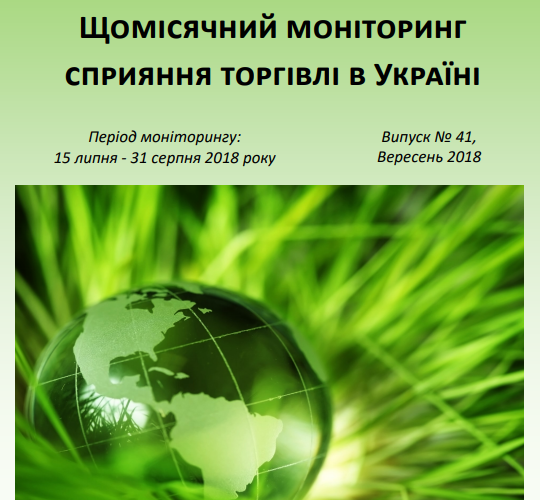 Щомісячний моніторинг
сприяння торгівлі в Україні
Період моніторингу:
15 липня - 31 серпня 2018 року
Випуск № 41,
Вересень 2018